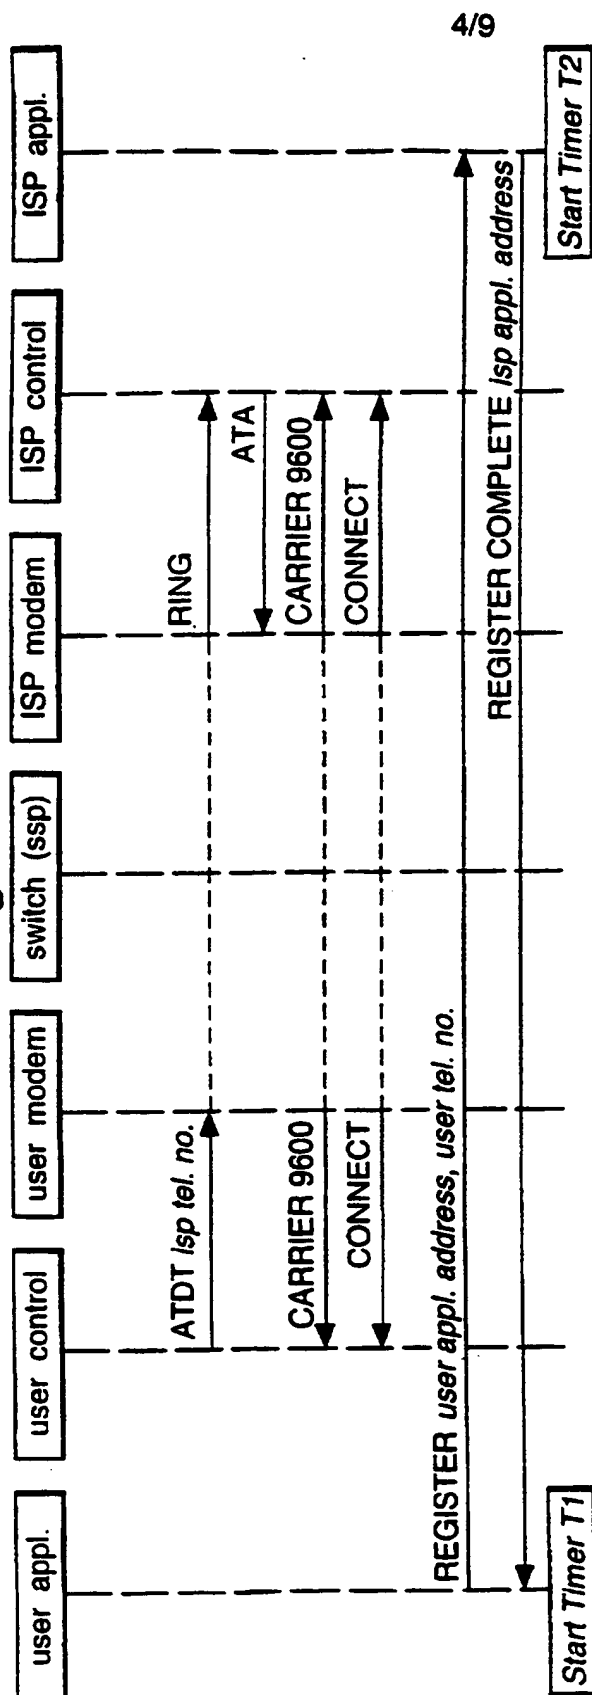 4/9
user appl.
user control
user modem
switch (ssp)
ISP modem
ISP control
ISP appl.
ATDT isp tel. no.
RING
ATA
CARRIER 9600
CARRIER 9600
CONNECT
CONNECT
REGISTER user appl. address, user tel. no.
REGISTER COMPLETE isp appl. address
Start Timer T1
Start Timer T2